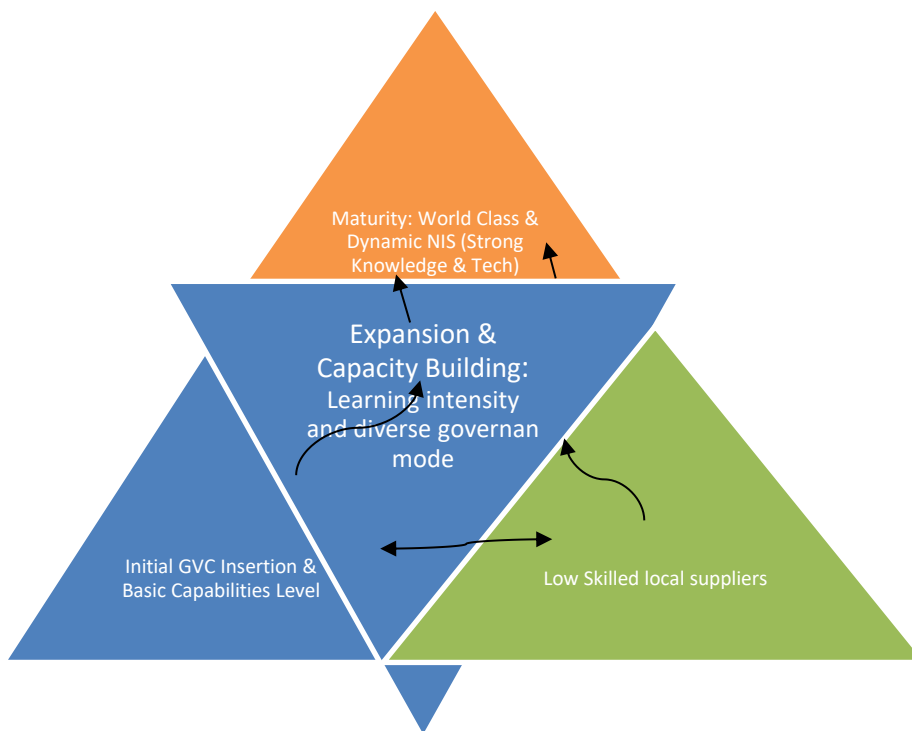 Maturity: World Class &
Dynamic NIS (Strong
Knowledge & Tech)
Expansion &
Capacity Building:
Learning intensity
and diverse governan
mode
Initial GVC Insertion &
Basic Capabilities Level
Low Skilled local suppliers